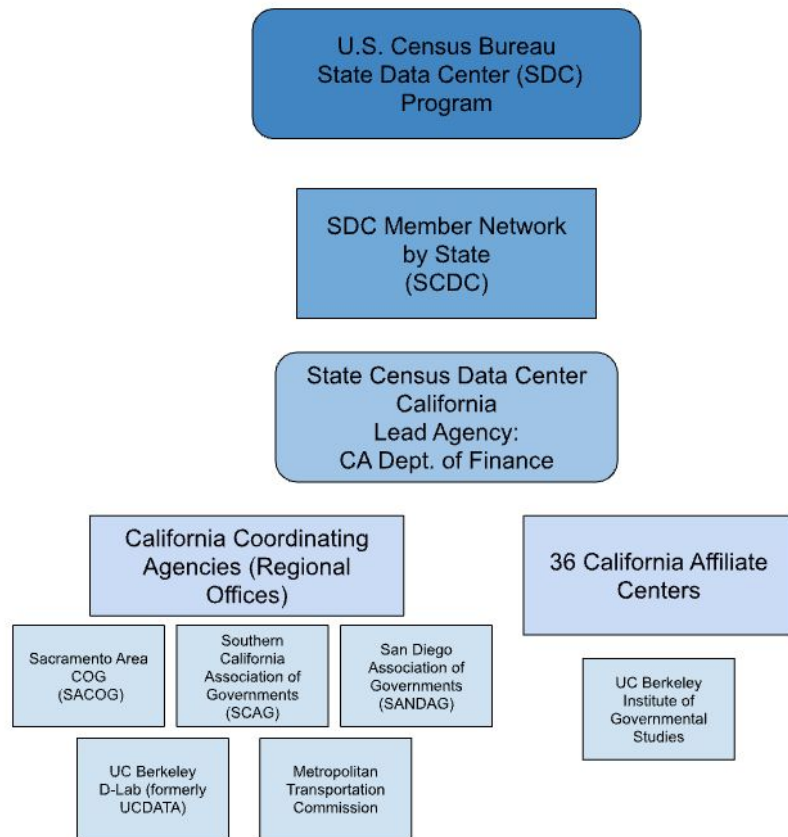 U.S. Census Bureau
State Data Center (SDC)
Program
SDC Member Network
by State
(SCDC)
State Census Data Center
California
Lead Agency:
CA Dept. of Finance
California Coordinating
Agencies (Regional
Offices)
36 California Affiliate
Centers
Sacramento Area
COG
(SACOG)
Southern
California
Association of
Governments
(SCAG)
San Diego
Association of
Governments
(SANDAG)
UC Berkeley
Institute of
Governmental
Studies
UC Berkeley
D-Lab (formerly
UCDATA)
Metropolitan
Transportation
Commission